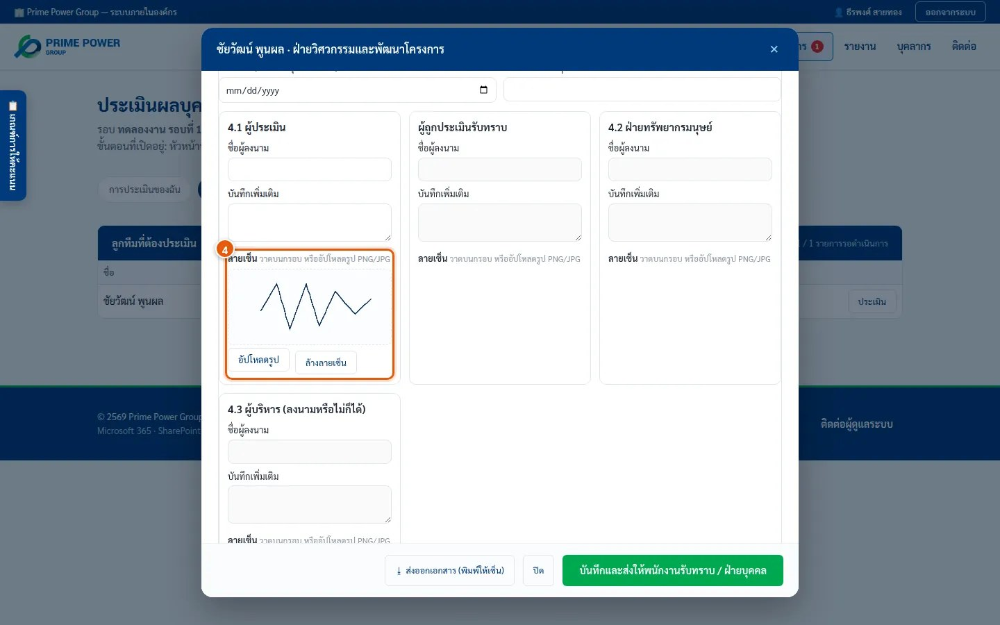 🏢 Prime Power Group — ระบบภายในองค์กร
👤 ธีรพงศ์ สายทอง
ออกจากระบบ
PRIME POWER
GROUP
1
รายงาน
บุคลากร
ติดต่อ
ชัยวัฒน์ พูนผล · ฝ่ายวิศวกรรมและพัฒนาโครงการ
×
📋 เกณฑ์การให้คะแนน
ประเมินผลบุค
รอบ ทดลองงาน รอบที่ 1
ขั้นตอนที่เปิดอยู่: หัวหน้า
การประเมินของฉัน
ลูกทีมที่ต้องประเมิน
1 / 1 รายการรอดำเนินการ
ชื่อ
ชัยวัฒน์ พูนผล
ประเมิน
mm/dd/yyyy
4.1 ผู้ประเมิน
ชื่อผู้ลงนาม
บันทึกเพิ่มเติม
4
ลายเซ็น วาดบนกรอบ หรืออัปโหลดรูป PNG/JPG
อัปโหลดรูป
ล้างลายเซ็น
ผู้ถูกประเมินรับทราบ
ชื่อผู้ลงนาม
บันทึกเพิ่มเติม
ลายเซ็น วาดบนกรอบ หรืออัปโหลดรูป PNG/JPG
4.2 ฝ่ายทรัพยากรมนุษย์
ชื่อผู้ลงนาม
บันทึกเพิ่มเติม
ลายเซ็น วาดบนกรอบ หรืออัปโหลดรูป PNG/JPG
4.3 ผู้บริหาร (ลงนามหรือไม่ก็ได้)
ชื่อผู้ลงนาม
บันทึกเพิ่มเติม
ลายเซ็น วาดบนกรอบ หรืออัปโหลดรูป PNG/JPG
⤓ ส่งออกเอกสาร (พิมพ์ให้เซ็น)
ปิด
บันทึกและส่งให้พนักงานรับทราบ / ฝ่ายบุคคล
© 2569 Prime Power Group
Microsoft 365 · SharePoint
ติดต่อผู้ดูแลระบบ